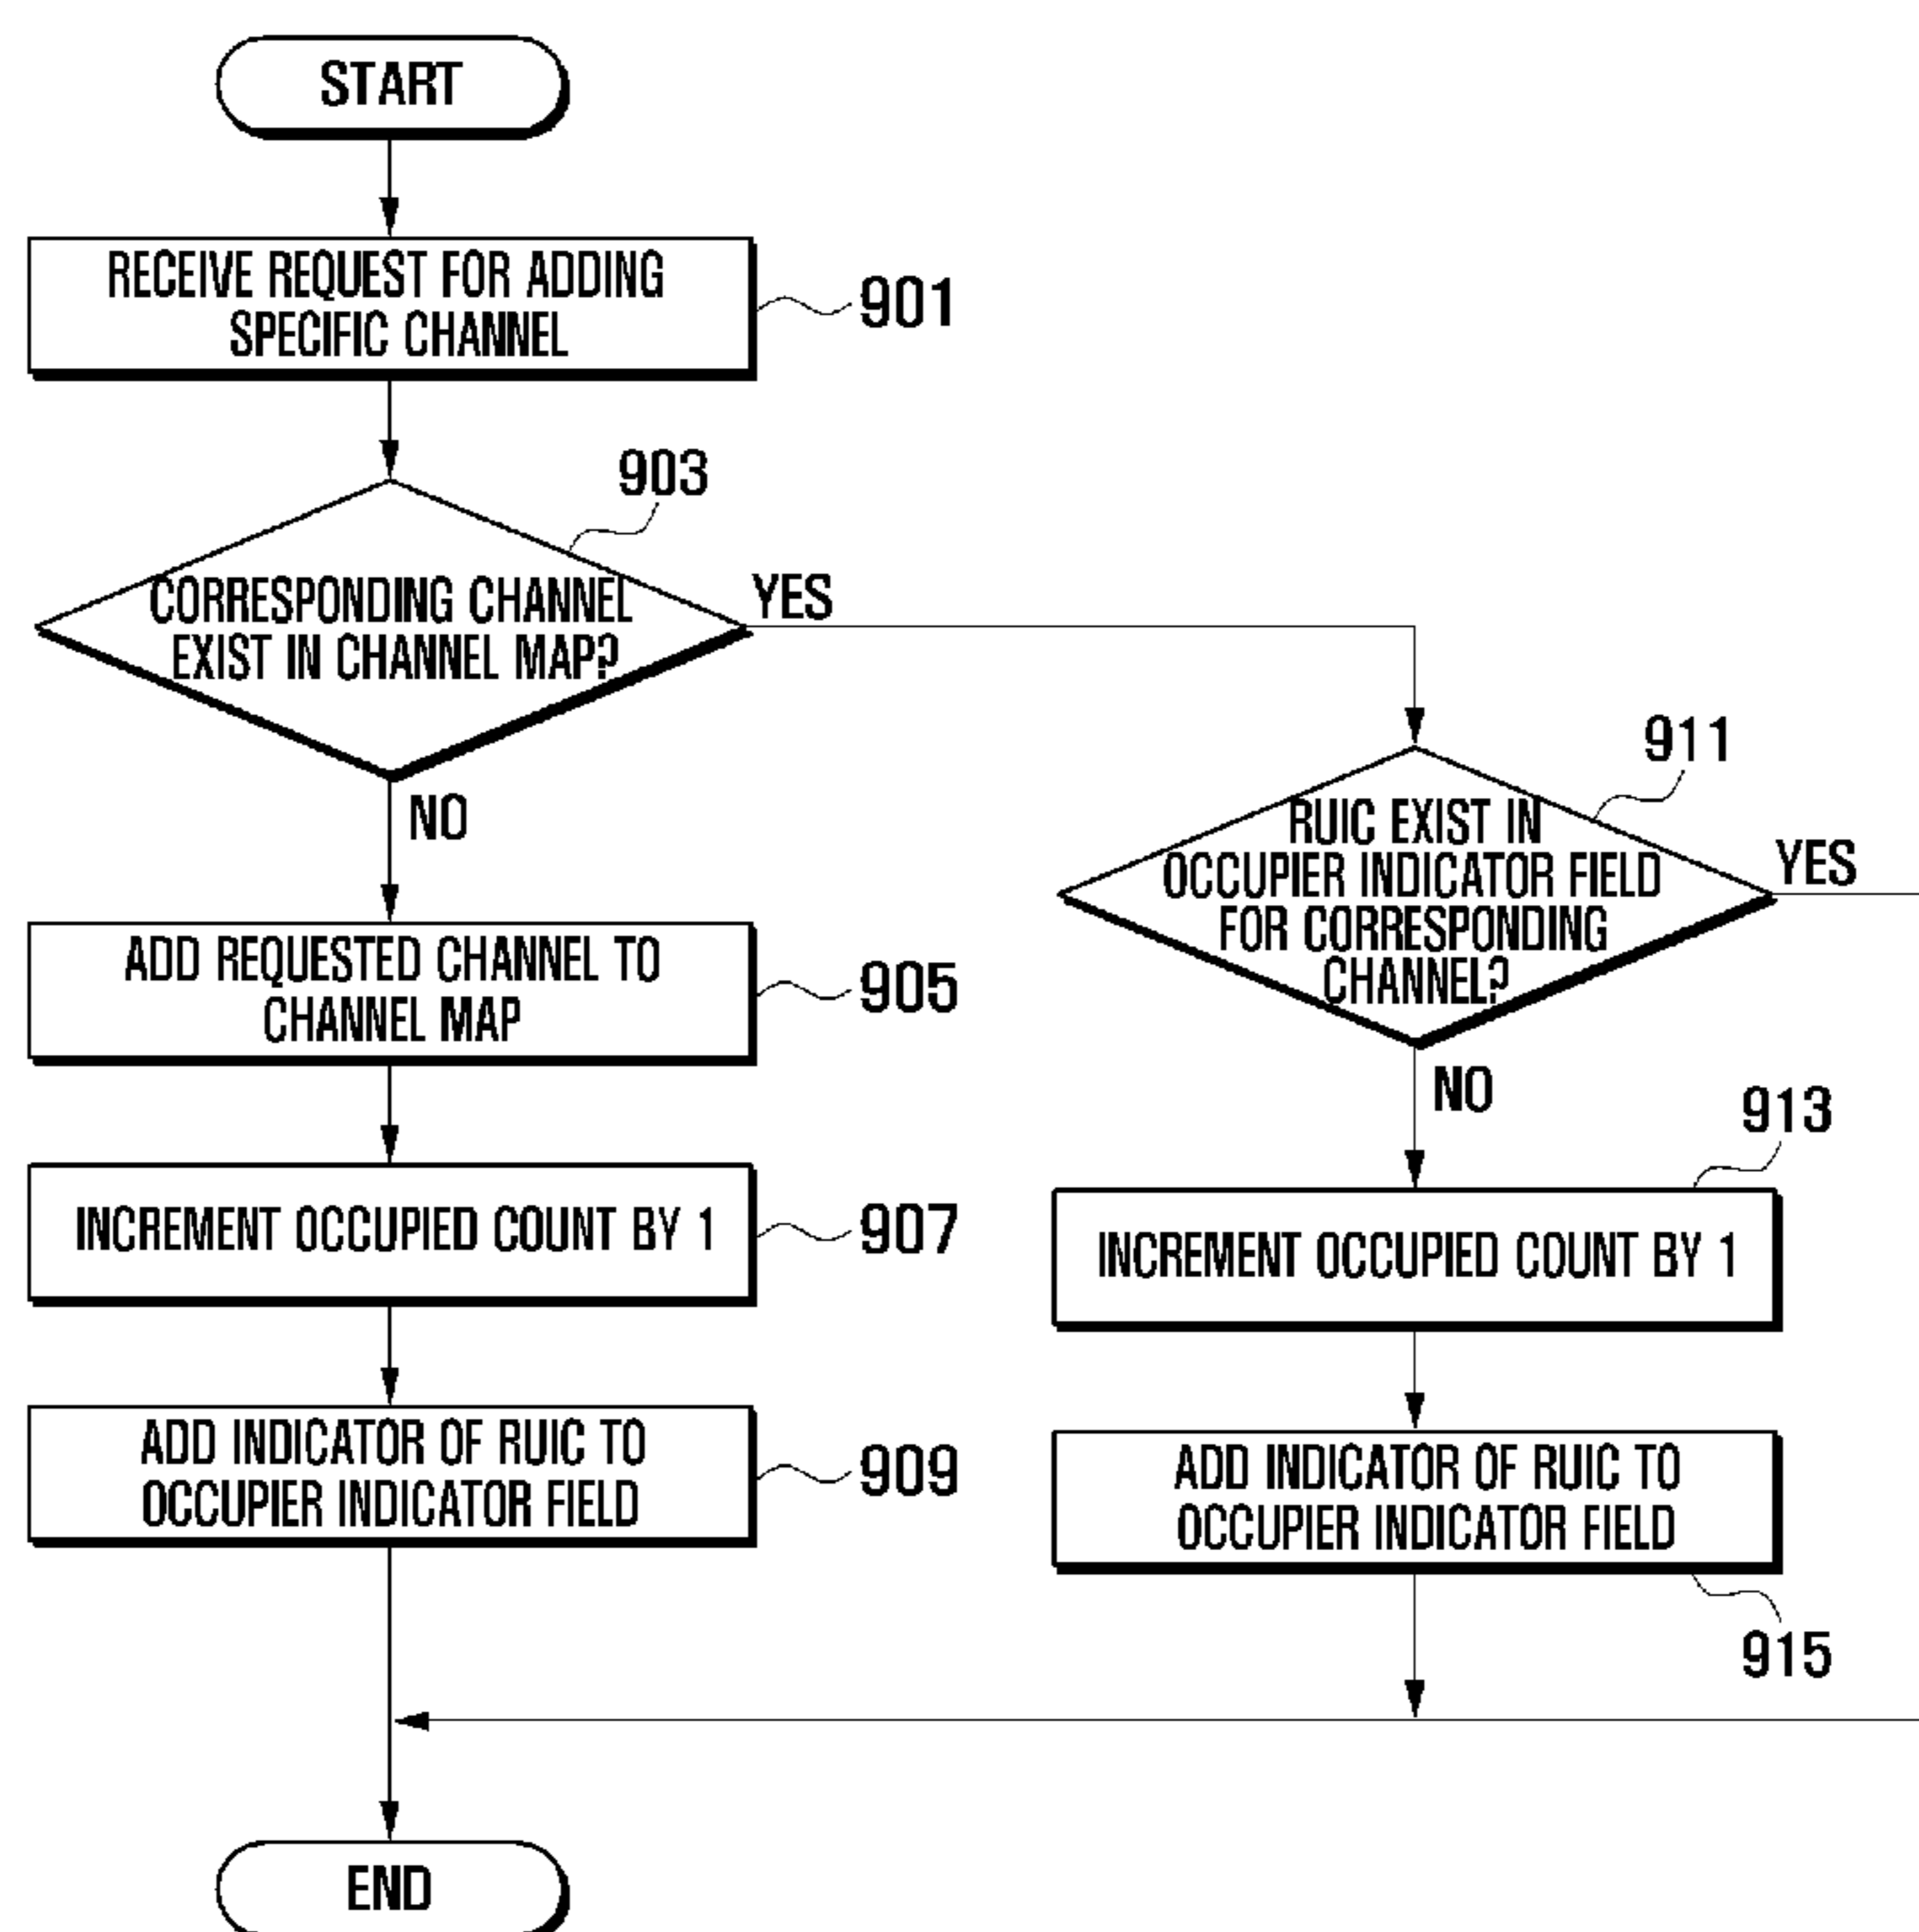 START
RECEIVE REQUEST FOR ADDING
SPECIFIC CHANNEL
901
903
CORRESPONDING CHANNEL
EXIST IN CHANNEL MAP?
YES
NO
911
RUIC EXIST IN
OCCUPIER INDICATOR FIELD
FOR CORRESPONDING
CHANNEL?
YES
NO
ADD REQUESTED CHANNEL TO
CHANNEL MAP
905
913
INCREMENT OCCUPIED COUNT BY 1
907
INCREMENT OCCUPIED COUNT BY 1
ADD INDICATOR OF RUIC TO
OCCUPIER INDICATOR FIELD
909
ADD INDICATOR OF RUIC TO
OCCUPIER INDICATOR FIELD
915
END